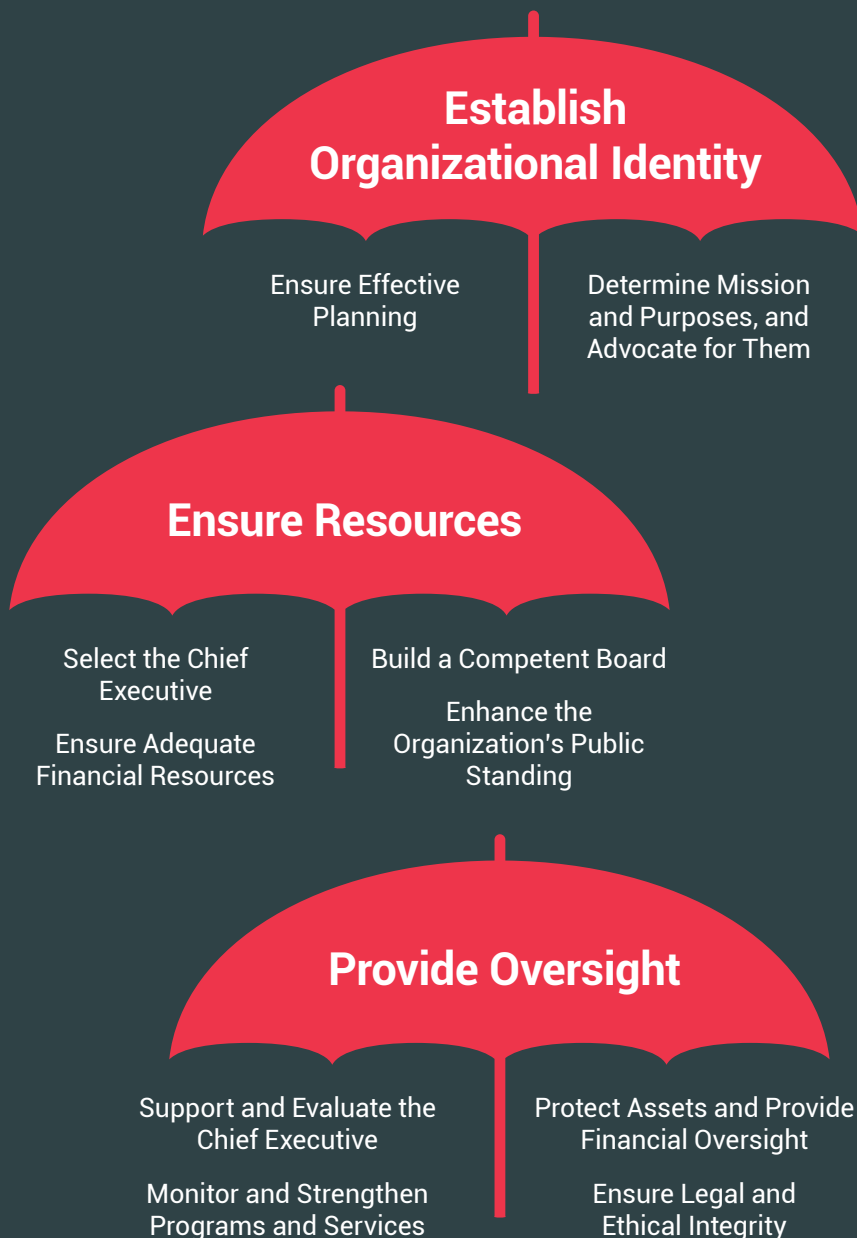 Establish
Organizational Identity
Ensure Effective
Planning
Determine Mission
and Purposes, and
Advocate for Them
Ensure Resources
Select the Chief
Executive
Ensure Adequate
Financial Resources
Build a Competent Board
Enhance the
Organization's Public
Standing
Provide Oversight
Support and Evaluate the
Chief Executive
Monitor and Strengthen
Programs and Services
Protect Assets and Provide
Financial Oversight
Ensure Legal and
Ethical Integrity